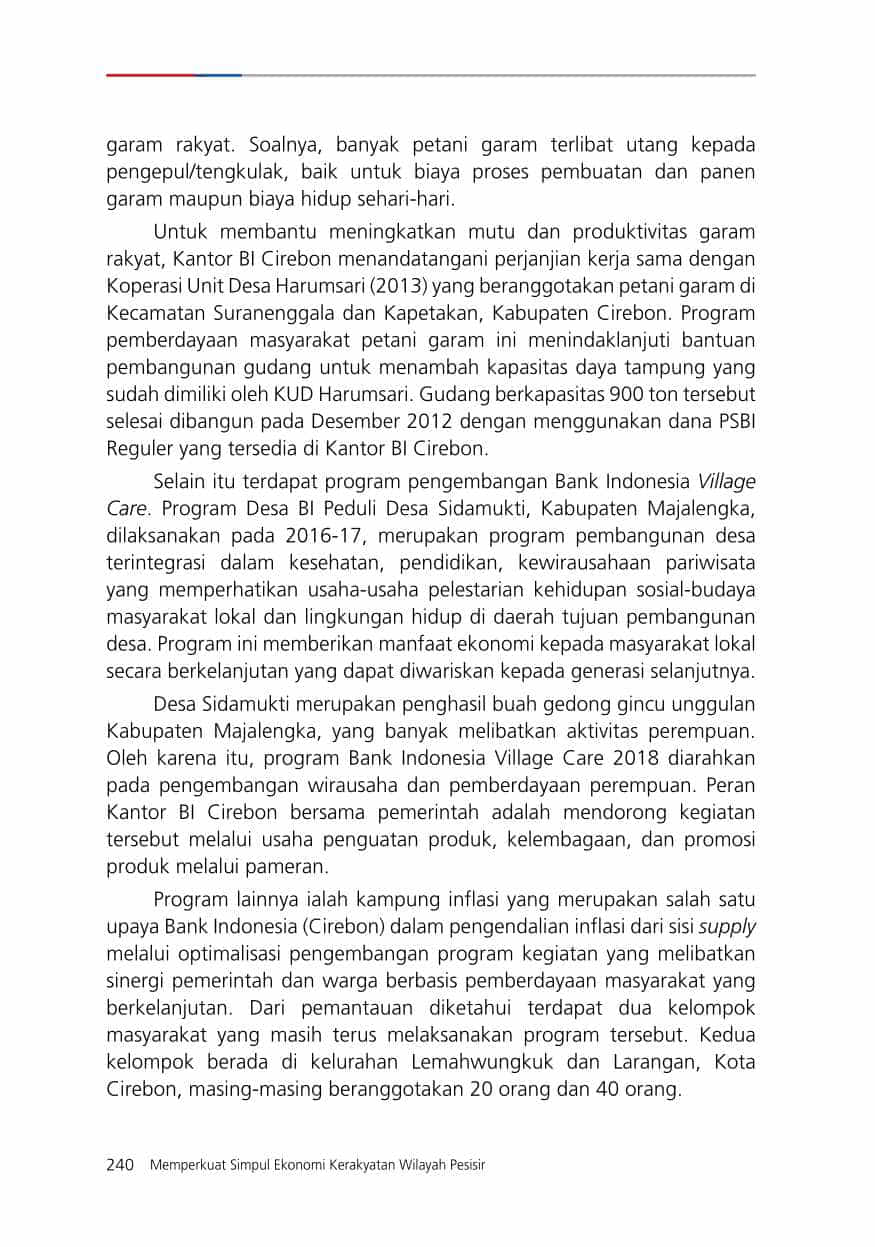 garam rakyat. Soalnya, banyak petani garam terlibat utang kepada
pengepul/tengkulak, baik untuk biaya proses pembuatan dan panen
garam maupun biaya hidup sehari-hari.
Untuk membantu meningkatkan mutu dan produktivitas garam
rakyat, Kantor BI Cirebon menandatangani perjanjian kerja sama dengan
Koperasi Unit Desa Harumsari (2013) yang beranggotakan petani garam di
Kecamatan Suranenggala dan Kapetakan, Kabupaten Cirebon. Program
pemberdayaan masyarakat petani garam ini menindaklanjuti bantuan
pembangunan gudang untuk menambah kapasitas daya tampung yang
sudah dimiliki oleh KUD Harumsari. Gudang berkapasitas 900 ton tersebut
selesai dibangun pada Desember 2012 dengan menggunakan dana PSBI
Reguler yang tersedia di Kantor BI Cirebon.
Selain itu terdapat program pengembangan Bank Indonesia Village
Care. Program Desa BI Peduli Desa Sidamukti, Kabupaten Majalengka,
dilaksanakan pada 2016-17, merupakan program pembangunan desa
terintegrasi dalam kesehatan, pendidikan, kewirausahaan pariwisata
yang memperhatikan usaha-usaha pelestarian kehidupan sosial-budaya
masyarakat lokal dan lingkungan hidup di daerah tujuan pembangunan
desa. Program ini memberikan manfaat ekonomi kepada masyarakat lokal
secara berkelanjutan yang dapat diwariskan kepada generasi selanjutnya.
Desa Sidamukti merupakan penghasil buah gedong gincu unggulan
Kabupaten Majalengka, yang banyak melibatkan aktivitas perempuan.
Oleh karena itu, program Bank Indonesia Village Care 2018 diarahkan
pada pengembangan wirausaha dan pemberdayaan perempuan. Peran
Kantor BI Cirebon bersama pemerintah adalah mendorong kegiatan
tersebut melalui usaha penguatan produk, kelembagaan, dan promosi
produk melalui pameran.
Program lainnya ialah kampung inflasi yang merupakan salah satu
upaya Bank Indonesia (Cirebon) dalam pengendalian inflasi dari sisi supply
melalui optimalisasi pengembangan program kegiatan yang melibatkan
sinergi pemerintah dan warga berbasis pemberdayaan masyarakat yang
berkelanjutan. Dari pemantauan diketahui terdapat dua kelompok
masyarakat yang masih terus melaksanakan program tersebut. Kedua
kelompok berada di kelurahan Lemahwungkuk dan Larangan, Kota
Cirebon, masing-masing beranggotakan 20 orang dan 40 orang.
240 Memperkuat Simpul Ekonomi Kerakyatan Wilayah Pesisir